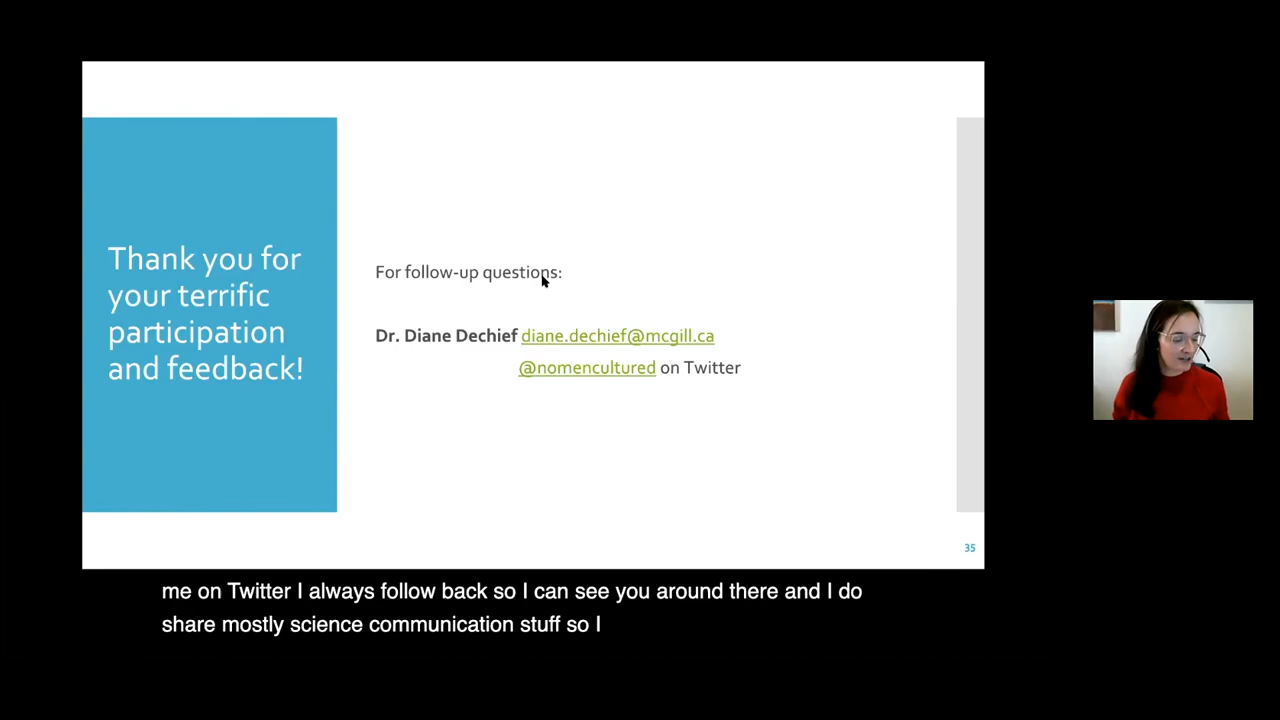 Thank you for
your terrific
participation
and feedback!
For follow-up questions:
Dr. Diane Dechief diane.dechief@mcgill.ca
@nomencultured on Twitter
35
me on Twitter I always follow back so I can see you around there and I do
share mostly science communication stuff so I